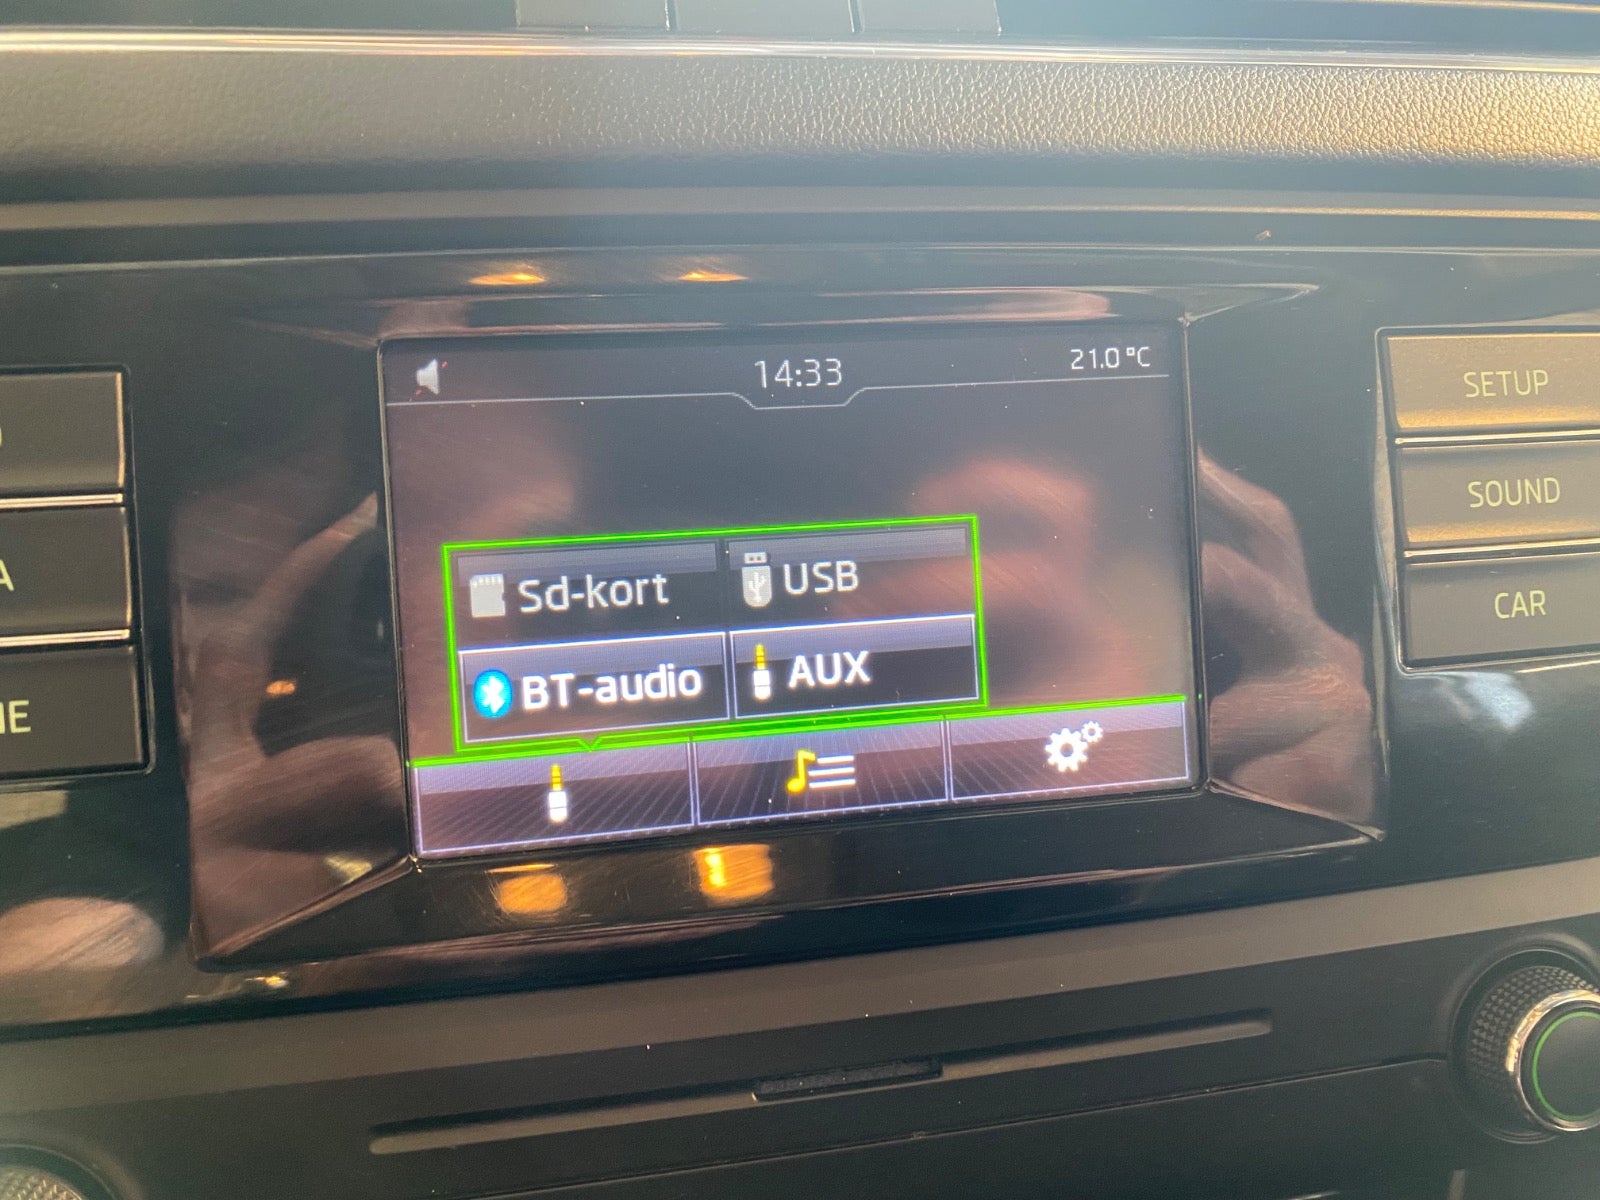 14:33
21.0 °C
Sd-kort
USB
BT-audio
AUX
SETUP
SOUND
CAR